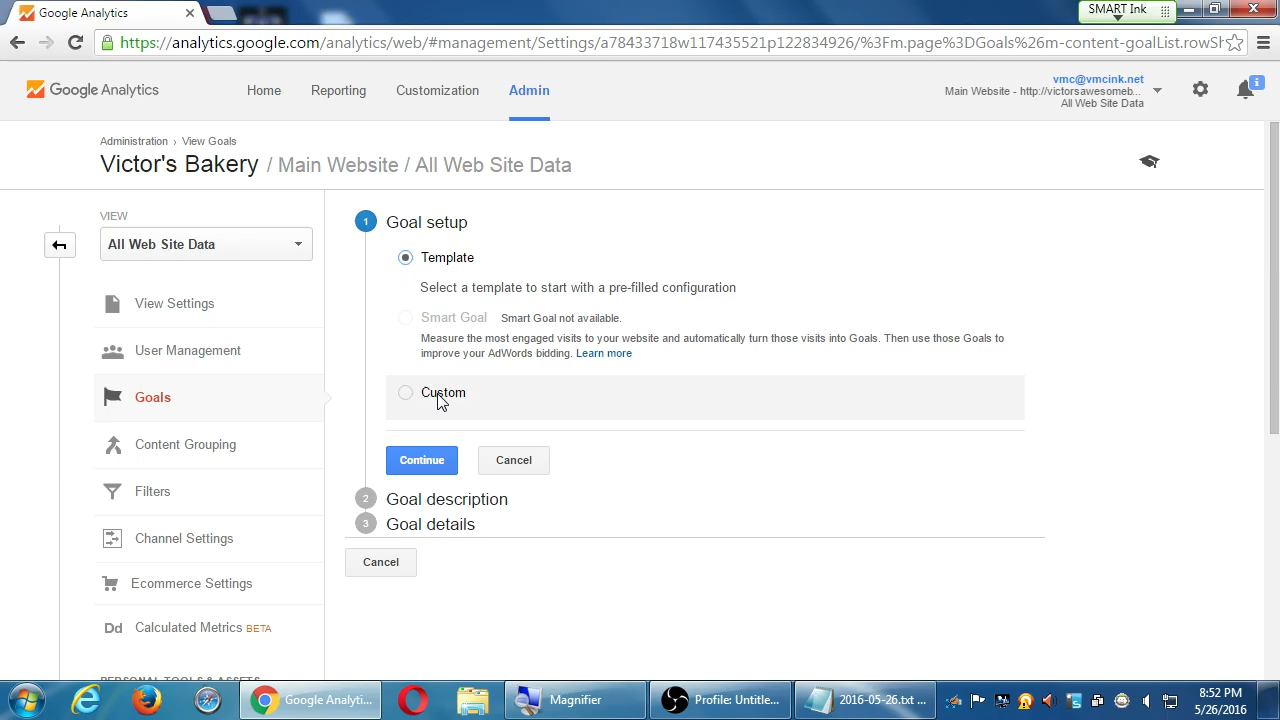 Google Analytics
SMART Ink
https://analytics.google.com/analytics/web/#management/Settings/a78433718w117435521p122834926/%3Fm.page%3DGoals%26m-content-goalList.rowSh
Google Analytics
Home
Reporting
Customization
Admin
vmc@vmcink.net
Main Website - http://victorsawesomeb...
All Web Site Data
i
Administration › View Goals
Victor's Bakery / Main Website / All Web Site Data
VIEW
All Web Site Data
View Settings
User Management
Goals
Content Grouping
Filters
Channel Settings
Ecommerce Settings
Dd Calculated Metrics BETA
1 Goal setup
Template
Select a template to start with a pre-filled configuration
Smart Goal Smart Goal not available.
Measure the most engaged visits to your website and automatically turn those visits into Goals. Then use those Goals to
improve your AdWords bidding. Learn more
Custom
Continue
Cancel
2 Goal description
3 Goal details
Cancel
PERSONAL TOOLS & ASSETS
Google Analyti...
Magnifier
Profile: Untitle...
2016-05-26.txt ...
8:52 PM
5/26/2016